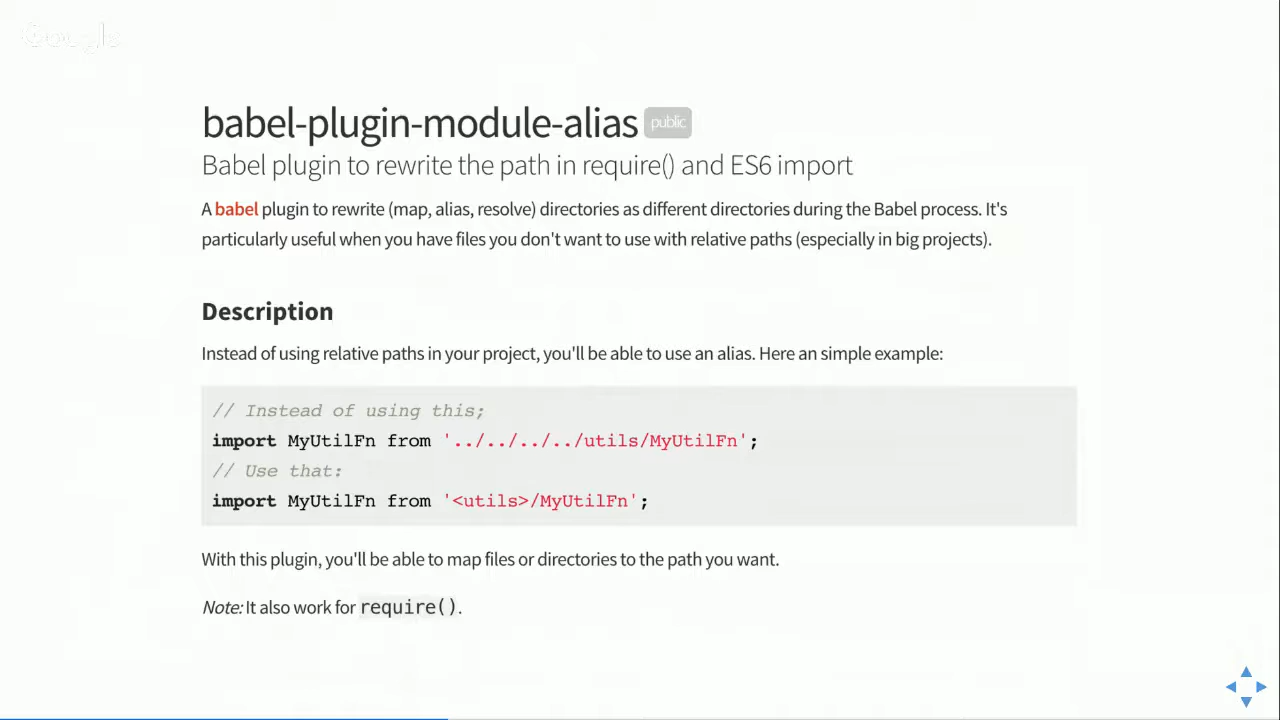 Google
babel-plugin-module-alias public
Babel plugin to rewrite the path in require() and ES6 import
A babel plugin to rewrite (map, alias, resolve) directories as different directories during the Babel process. It's
particularly useful when you have files you don't want to use with relative paths (especially in big projects).
Description
Instead of using relative paths in your project, you'll be able to use an alias. Here an simple example:
// Instead of using this;
import MyUtilFn from '../../../../utils/MyUtilFn';
// Use that:
import MyUtilFn from '<utils>/MyUtilFn';
With this plugin, you'll be able to map files or directories to the path you want.
Note: It also work for require().